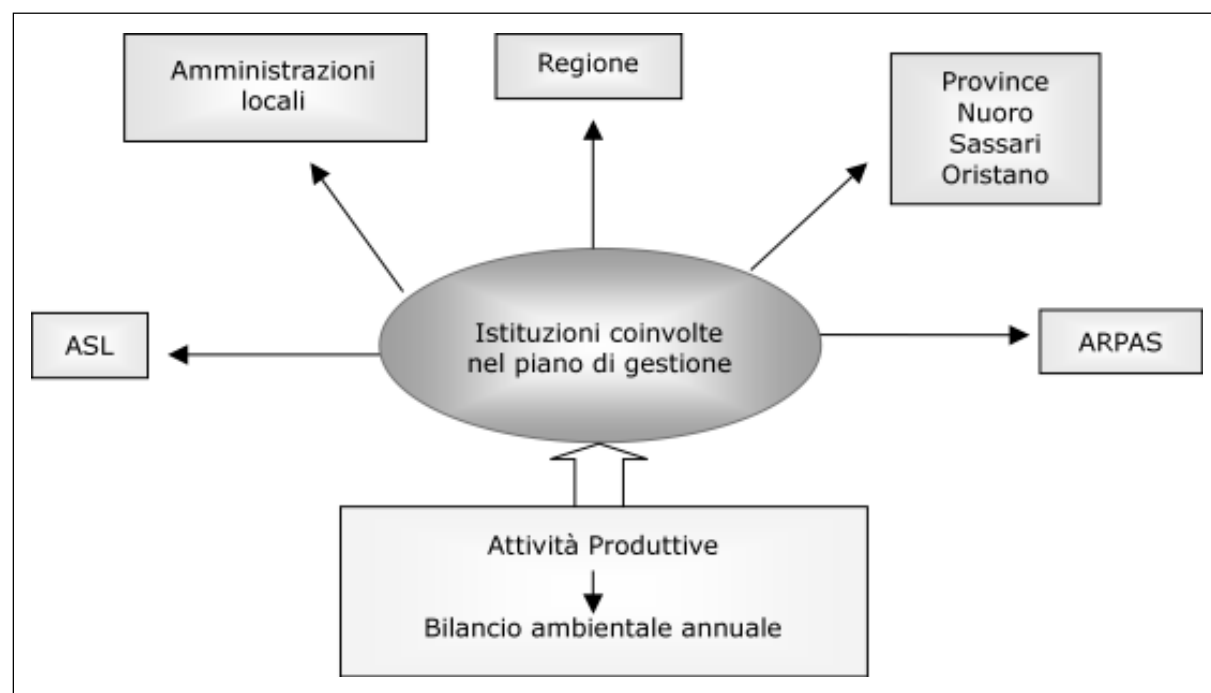 Amministrazioni
locali
Regione
Province
Nuoro
Sassari
Oristano
ASL
Istituzioni coinvolte
nel piano di gestione
ARPAS
Attività Produttive
Bilancio ambientale annuale